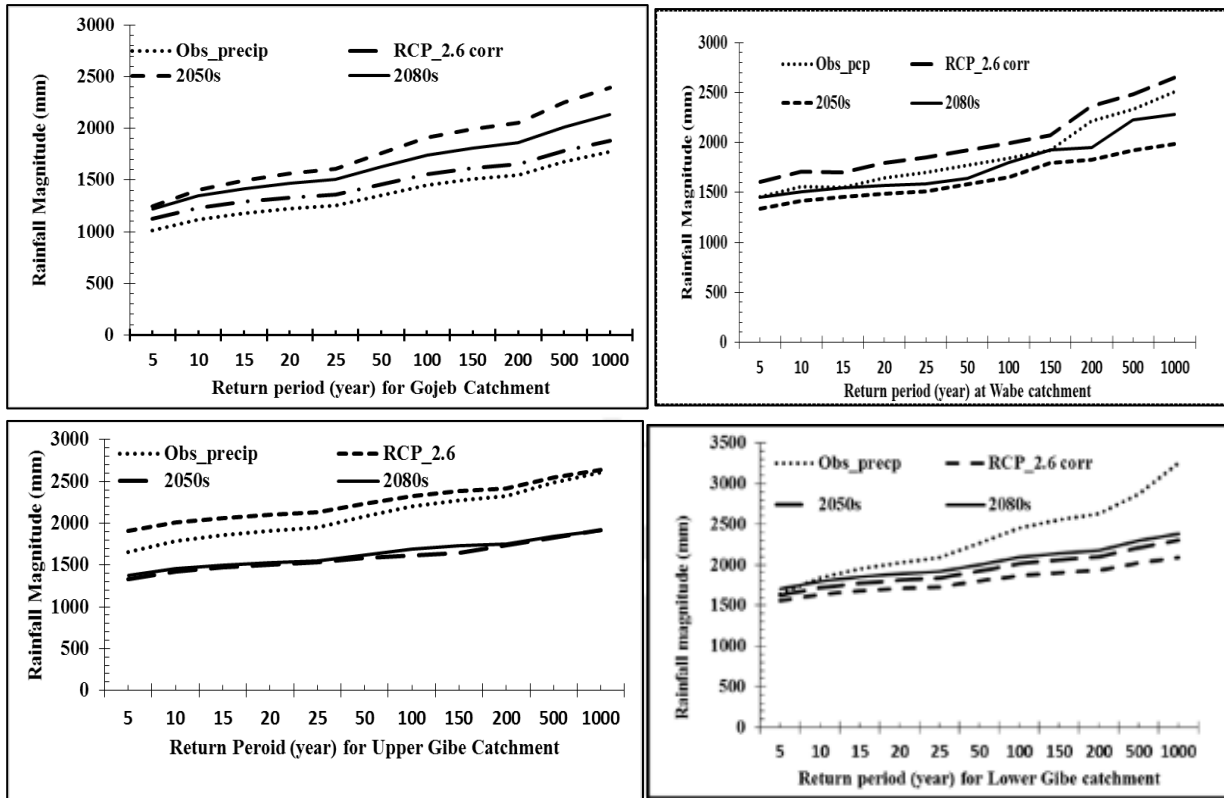 3000
2500
2000
1500
1000
500
0
Rainfall Magnitude (mm)
Obs_precip RCP_2.6 corr
2050s 2080s
5 10 15 20 25 50 100 150 200 500 1000
Return period (year) for Gojeb Catchment
3000
2500
2000
1500
1000
500
0
Rainfall Magnitude (mm)
Obs_pcp RCP_2.6 corr
2050s 2080s
5 10 15 20 25 50 100 150 200 500 1000
Return period (year) at Wabe catchment
3000
2500
2000
1500
1000
500
0
Rainfall Magnitude (mm)
Obs_precip RCP_2.6
2050s 2080s
5 10 15 20 25 50 100 150 200 500 1000
Return Peroid (year) for Upper Gibe Catchment
3500
3000
2500
2000
1500
1000
500
0
Rainfall magnitude (mm)
Obs_precp RCP_2.6 corr
2050s 2080s
5 10 15 20 25 50 100 150 200 500 1000
Return period (year) for Lower Gibe catchment